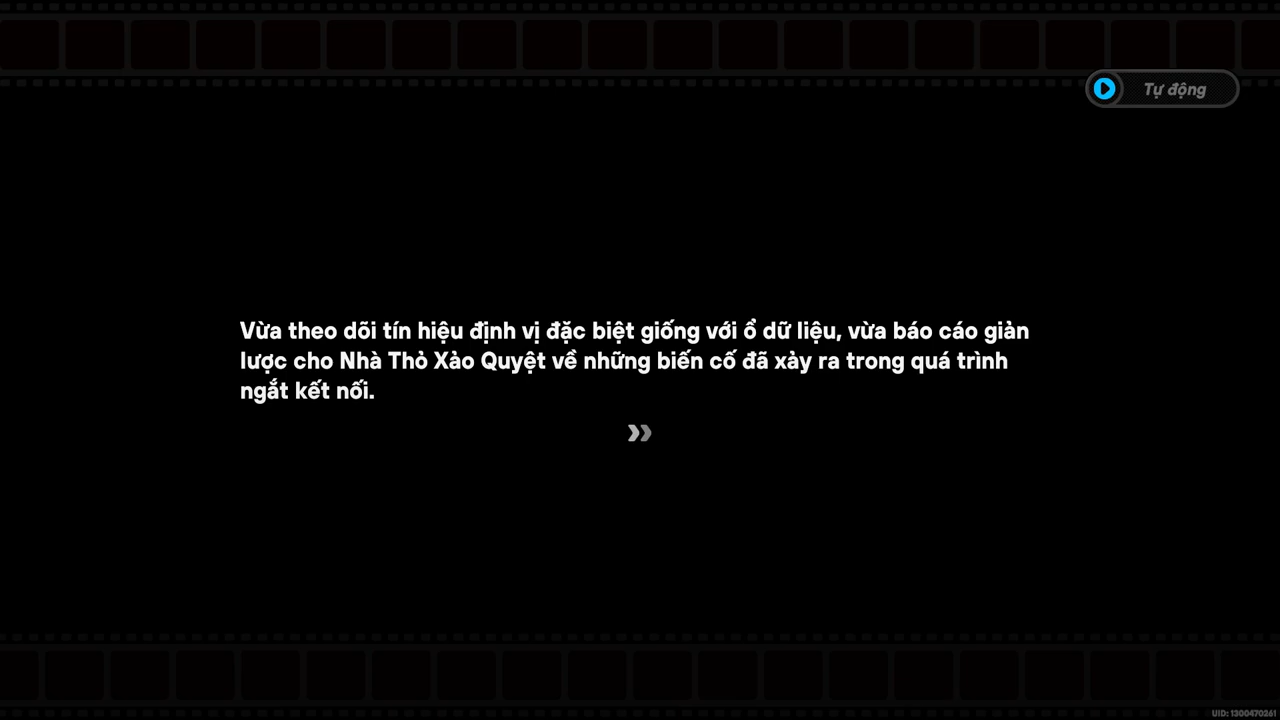 Tự động
Vừa theo dõi tín hiệu định vị đặc biệt giống với ổ dữ liệu, vừa báo cáo giản
lược cho Nhà Thỏ Xảo Quyệt về những biến cố đã xảy ra trong quá trình
ngắt kết nối.
UID: 1300470261